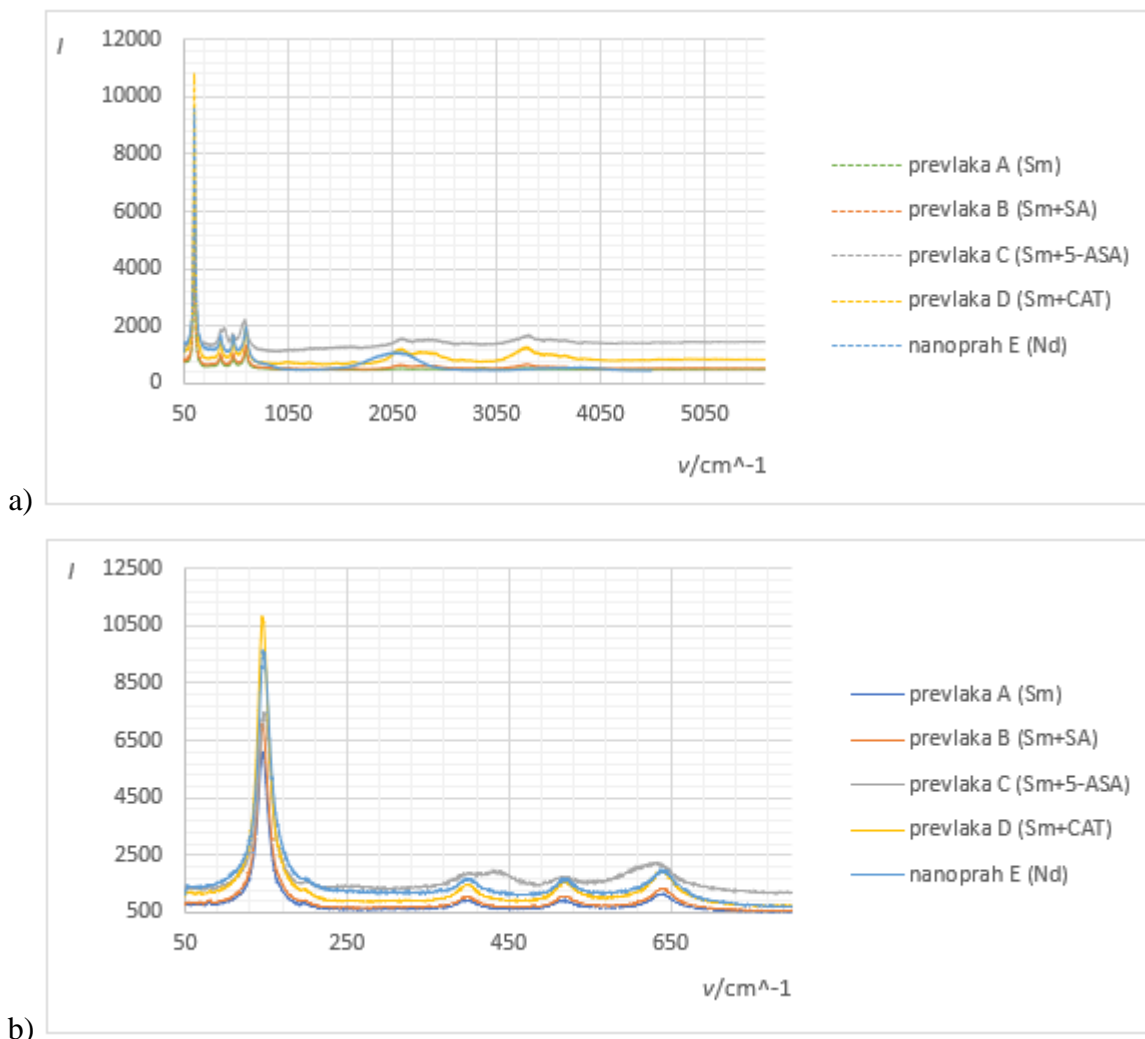 I
12000
10000
8000
6000
4000
2000
0
50 1050 2050 3050 4050 5050
ν/cm^-1
prevlaka A (Sm)
prevlaka B (Sm+SA)
prevlaka C (Sm+5-ASA)
prevlaka D (Sm+CAT)
nanoprah E (Nd)
a)
I
12500
10500
8500
6500
4500
2500
500
50 250 450 650
ν/cm^-1
prevlaka A (Sm)
prevlaka B (Sm+SA)
prevlaka C (Sm+5-ASA)
prevlaka D (Sm+CAT)
nanoprah E (Nd)
b)